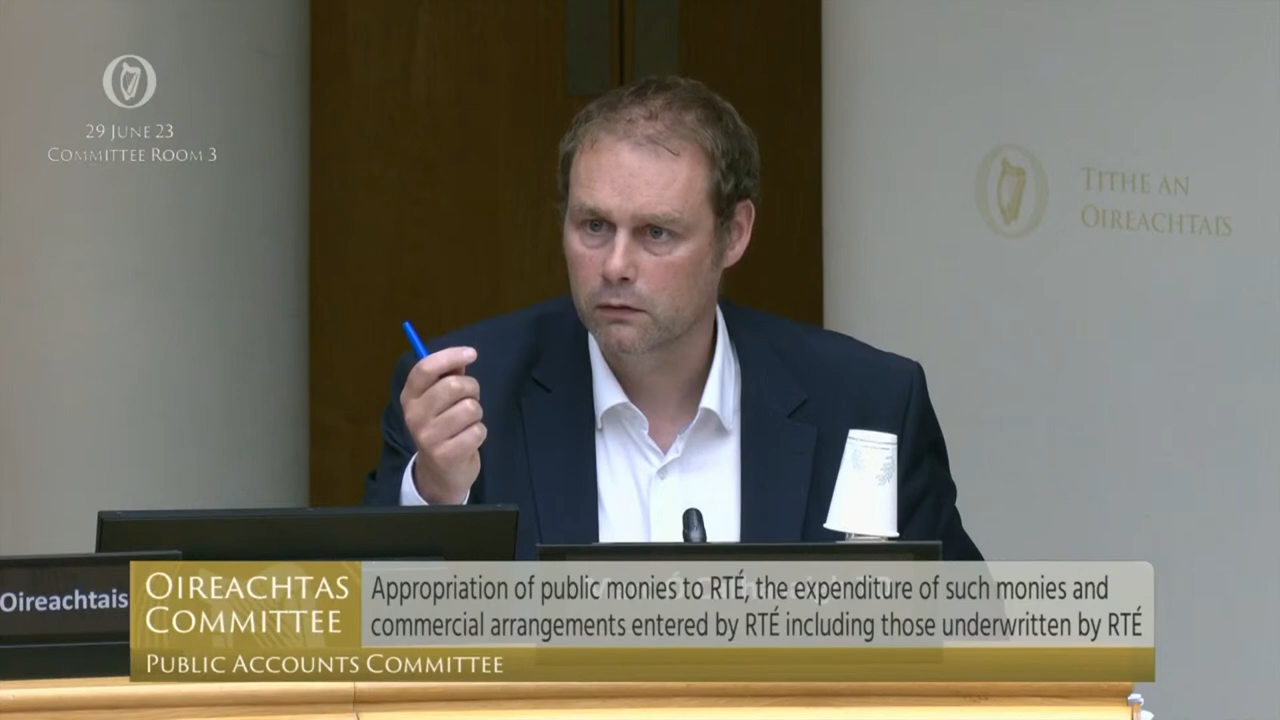 29 June 23
Committee Room 3
Tithe an
Oireachtais
Oireachtais
Oireachtas
Committee
Appropriation of public monies to RTÉ, the expenditure of such monies and
commercial arrangements entered by RTÉ including those underwritten by RTÉ
Public Accounts Committee